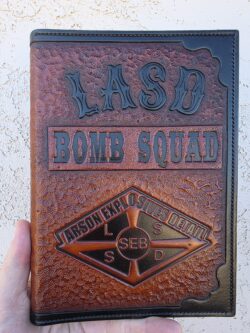 LASD
BOMB SQUAD
ARSON EXPLOSIVES DETAIL
L S
SEB
S D